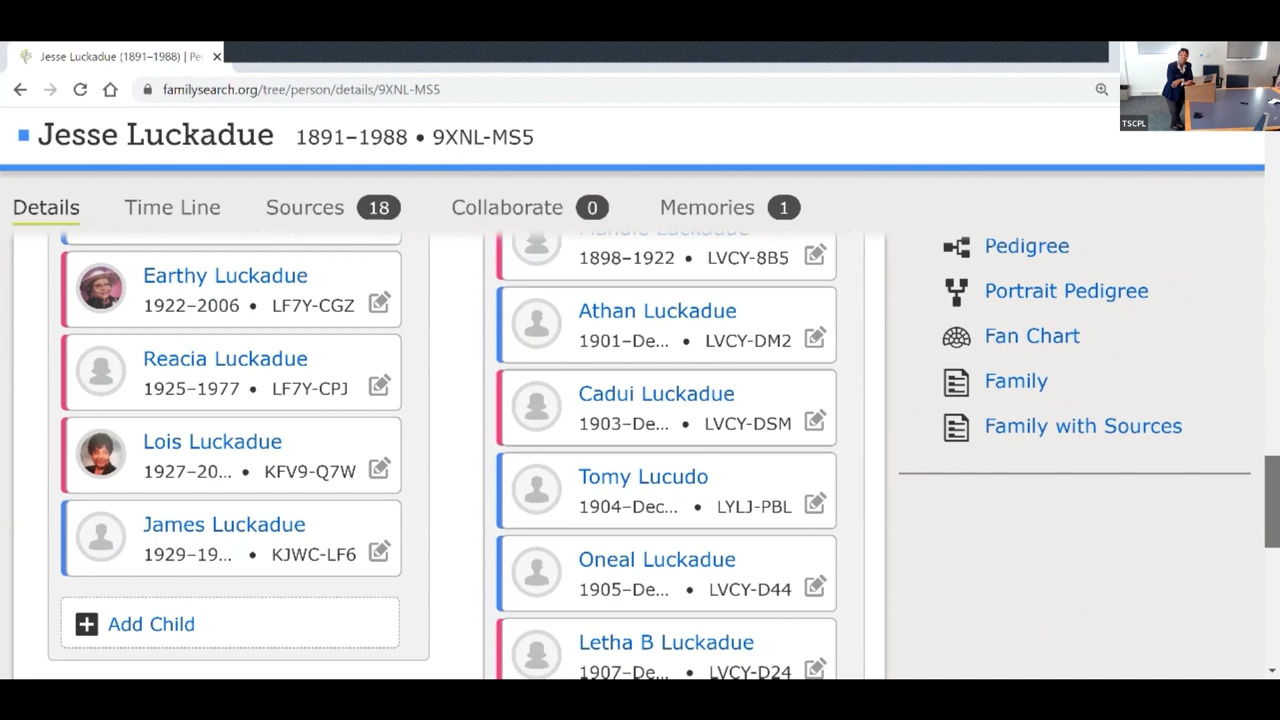 Jesse Luckadue (1891–1988) | Pe
familysearch.org/tree/person/details/9XNL-MS5
TSCPL
Jesse Luckadue 1891–1988 • 9XNL-MS5
Details Time Line Sources 18 Collaborate 0 Memories 1
Earthy Luckadue
1922–2006 • LF7Y-CGZ
Reacia Luckadue
1925–1977 • LF7Y-CPJ
Lois Luckadue
1927–20... • KFV9-Q7W
James Luckadue
1929–19... • KJWC-LF6
Add Child
Luckadue
1898–1922 • LVCY-8B5
Athan Luckadue
1901–De... • LVCY-DM2
Cadui Luckadue
1903–De... • LVCY-DSM
Tomy Lucudo
1904–Dec... • LYLJ-PBL
Oneal Luckadue
1905–De... • LVCY-D44
Letha B Luckadue
1907–De... • LVCY-D24
Pedigree
Portrait Pedigree
Fan Chart
Family
Family with Sources